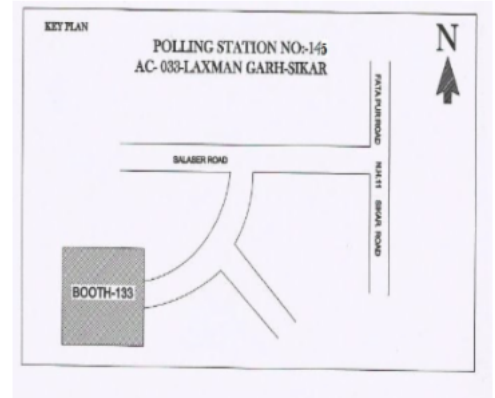 KEY PLAN
N
POLLING STATION NO:-145
AC- 033-LAXMAN GARH-SIKAR
FATA.PUR.ROAD
SALASER ROAD
N.H.11
SIKAR ROAD
BOOTH-133